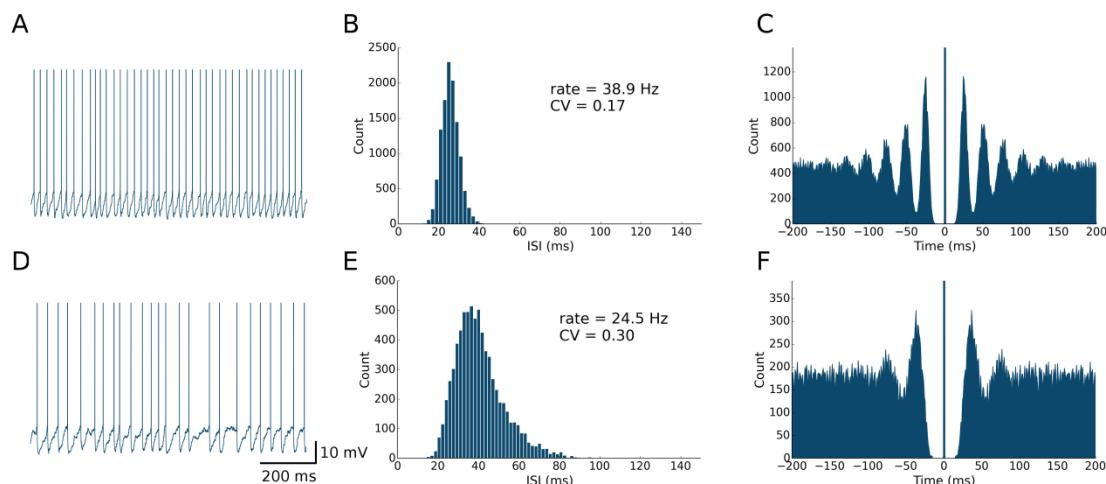 A
B
C
2500
2000
1500
1000
500
0
Count
rate = 38.9 Hz
CV = 0.17
0 20 40 60 80 100 120 140
ISI (ms)
1200
1000
800
600
400
200
0
Count
−200 −150 −100 −50 0 50 100 150 200
Time (ms)
D
E
F
10 mV
200 ms
600
500
400
300
200
100
0
Count
rate = 24.5 Hz
CV = 0.30
0 20 40 60 80 100 120 140
ISI (ms)
350
300
250
200
150
100
50
0
Count
−200 −150 −100 −50 0 50 100 150 200
Time (ms)